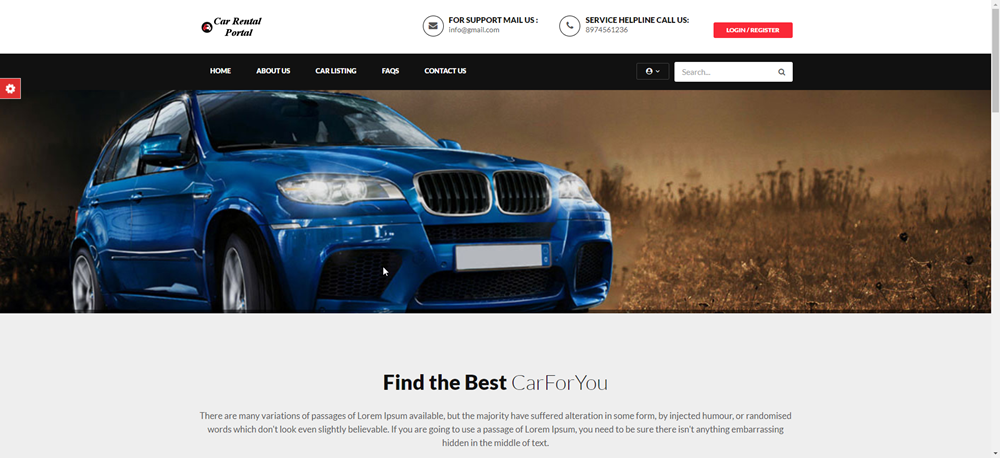 Car Rental
Portal
FOR SUPPORT MAIL US :
info@gmail.com
SERVICE HELPLINE CALL US:
8974561236
LOGIN / REGISTER
HOME
ABOUT US
CAR LISTING
FAQS
CONTACT US
Search...
Find the Best CarForYou
There are many variations of passages of Lorem Ipsum available, but the majority have suffered alteration in some form, by injected humour, or randomised
words which don't look even slightly believable. If you are going to use a passage of Lorem Ipsum, you need to be sure there isn't anything embarrassing
hidden in the middle of text.